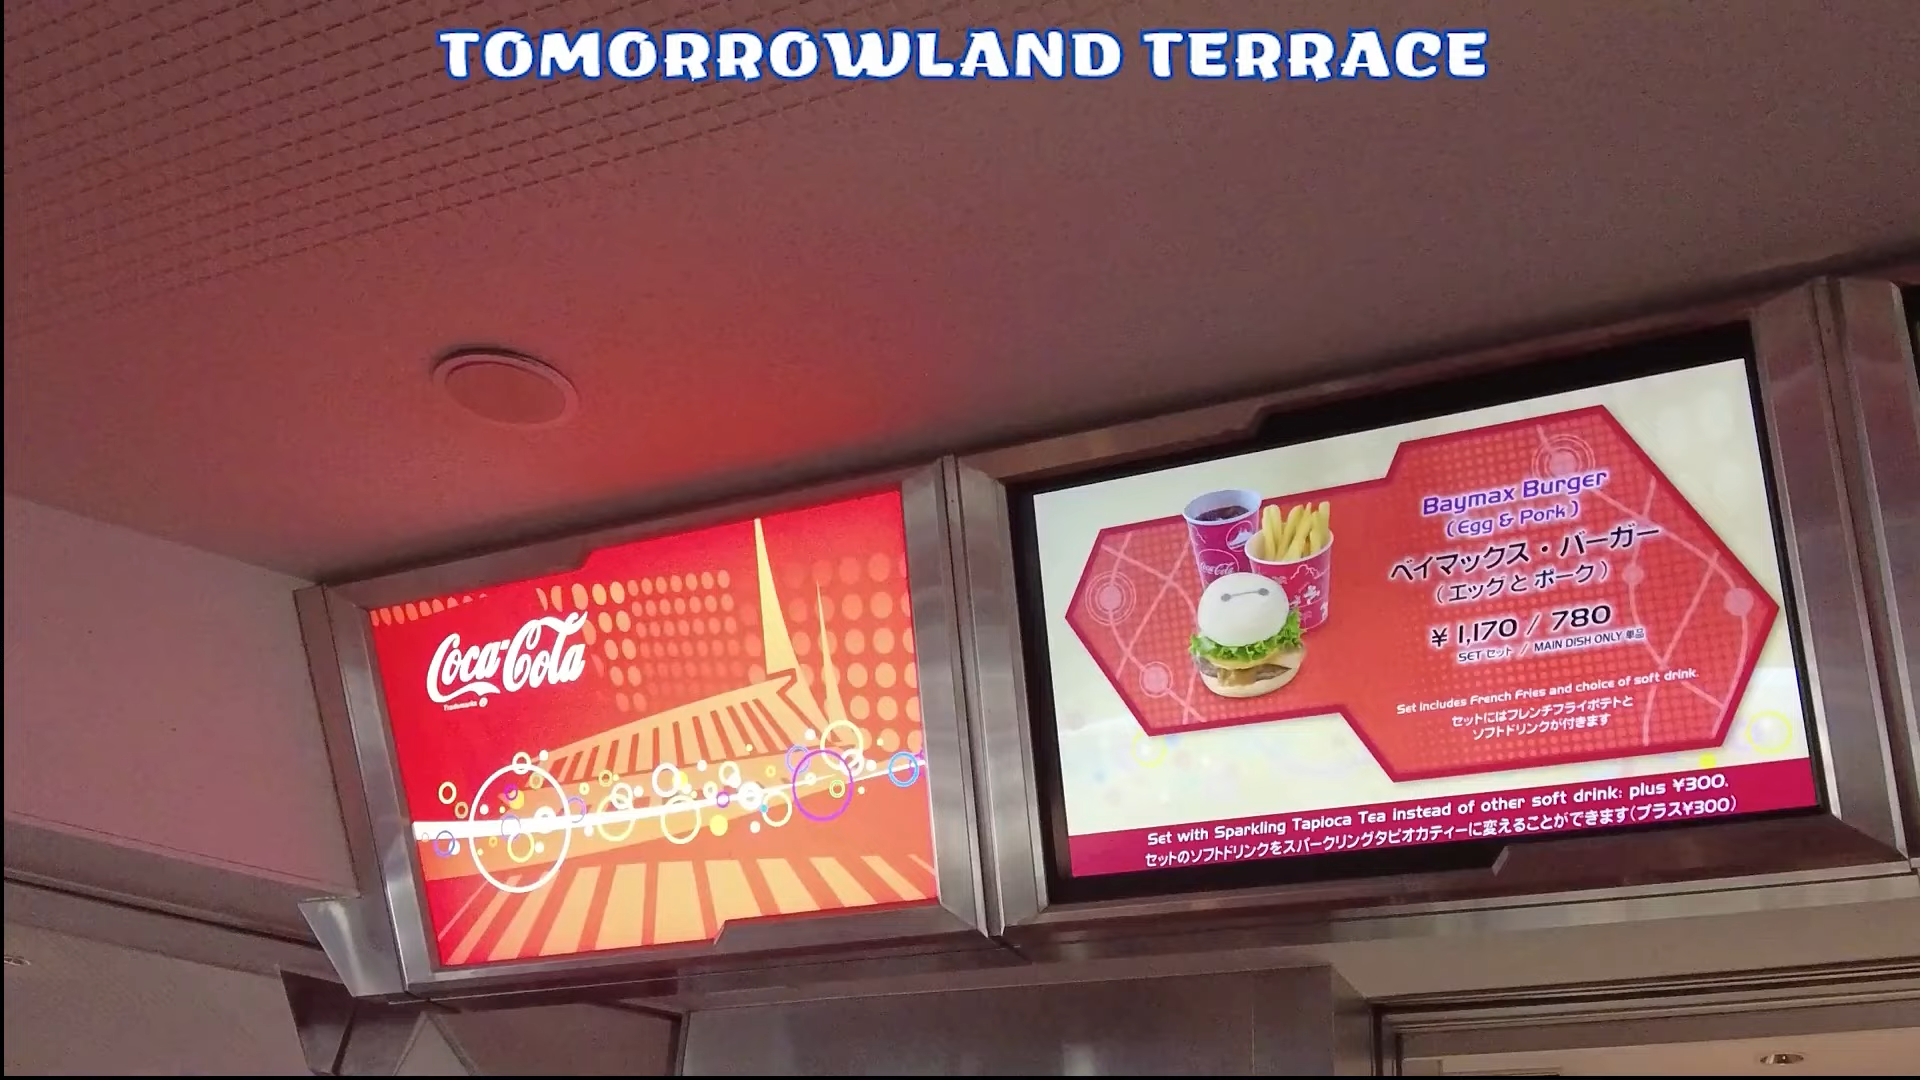 TOMORROWLAND TERRACE
Coca-Cola
Baymax Burger
(Egg & Pork)
ベイマックス・バーガー
(エッグとポーク)
¥1,170 / 780
SET セット / MAIN DISH ONLY 単品
Set includes French Fries and choice of soft drink.
セットにはフレンチフライポテトと
ソフトドリンクが付きます
Set with Sparkling Tapioca Tea instead of other soft drink: plus ¥300.
セットのソフトドリンクをスパークリングタピオカティーに変えることができます(プラス¥300)